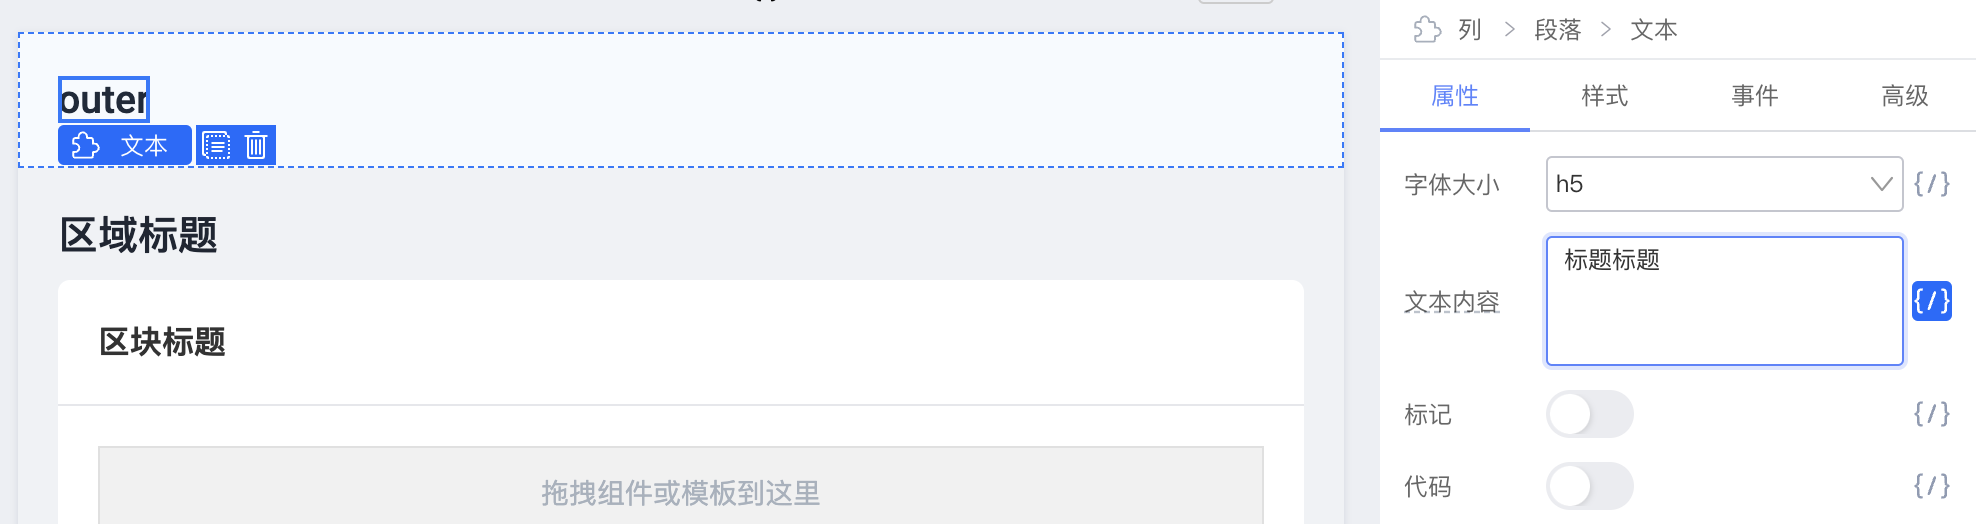 outer
文本
区域标题
区块标题
拖拽组件或模板到这里
列 > 段落 > 文本
属性 样式 事件 高级
字体大小 h5 {/}
文本内容 标题标题 {/}
标记 {/}
代码 {/}